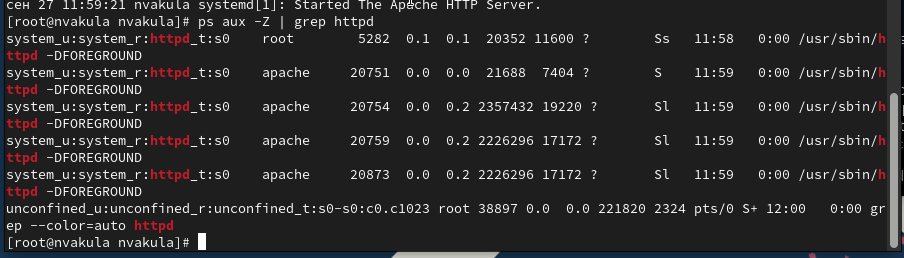 сен 27 11:59:21 nvakula systemd[1]: Started The Apache HTTP Server.
[root@nvakula nvakula]# ps aux -Z | grep httpd
system_u:system_r:httpd_t:s0    root        5282  0.1  0.1  20352 11600 ?        Ss   11:58   0:00 /usr/sbin/h
ttpd -DFOREGROUND
system_u:system_r:httpd_t:s0    apache     20751  0.0  0.0  21688  7404 ?        S    11:59   0:00 /usr/sbin/h
ttpd -DFOREGROUND
system_u:system_r:httpd_t:s0    apache     20754  0.0  0.2 2357432 19220 ?       Sl   11:59   0:00 /usr/sbin/h
ttpd -DFOREGROUND
system_u:system_r:httpd_t:s0    apache     20759  0.0  0.2 2226296 17172 ?       Sl   11:59   0:00 /usr/sbin/h
ttpd -DFOREGROUND
system_u:system_r:httpd_t:s0    apache     20873  0.0  0.2 2226296 17172 ?       Sl   11:59   0:00 /usr/sbin/h
ttpd -DFOREGROUND
unconfined_u:unconfined_r:unconfined_t:s0-s0:c0.c1023 root 38897 0.0  0.0 221820 2324 pts/0 S+ 12:00   0:00 gr
ep --color=auto httpd
[root@nvakula nvakula]#